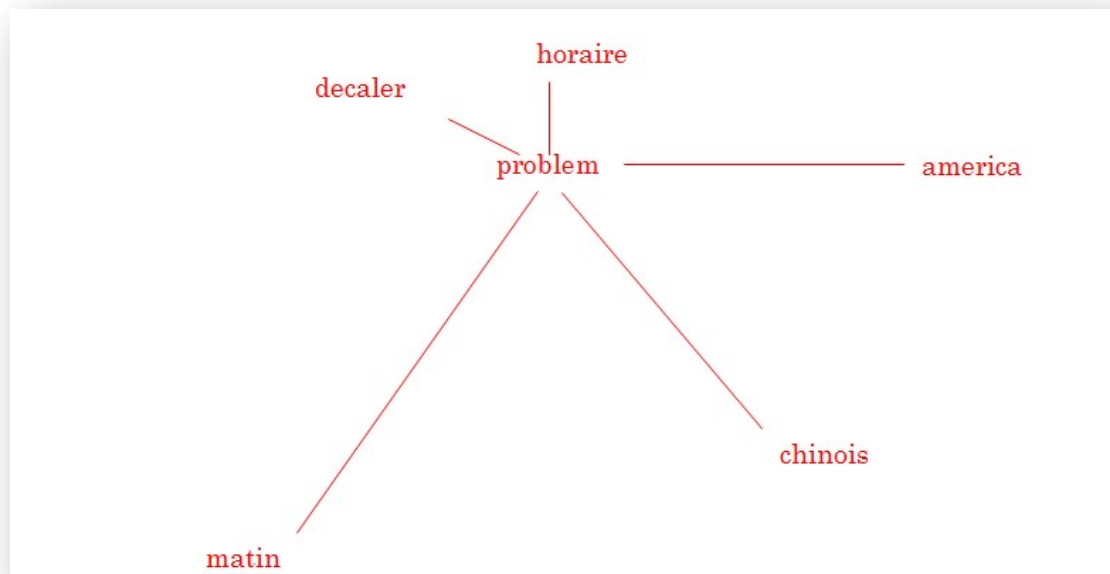 horaire
decaler
problem
america
chinois
matin